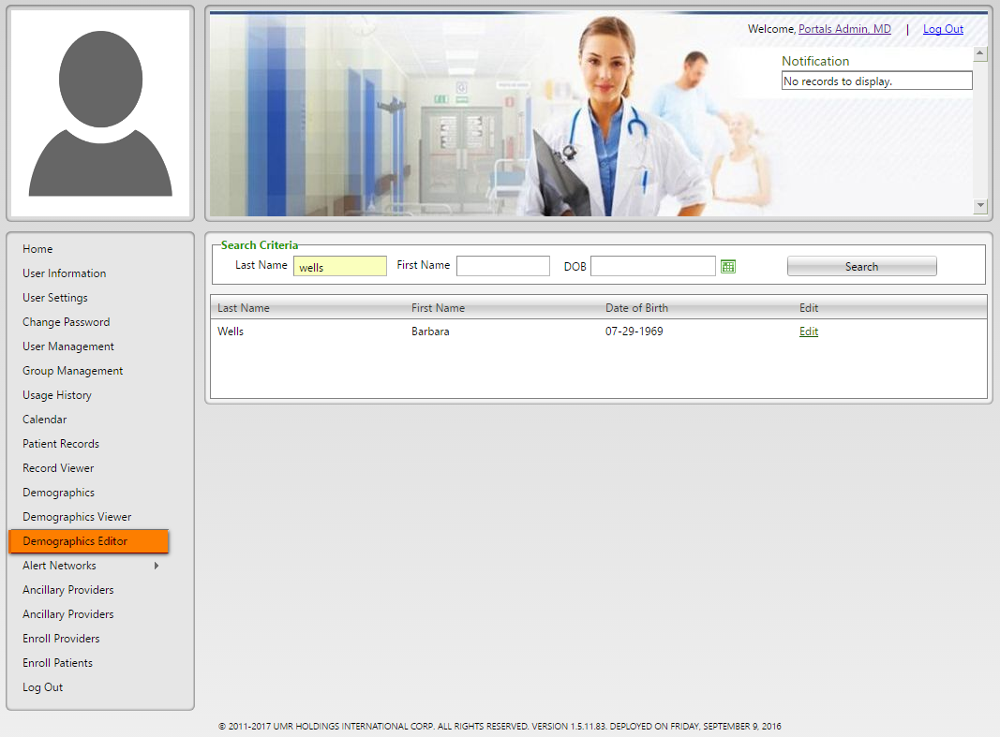 Welcome, Portals Admin, MD | Log Out
Notification
No records to display.
Home
User Information
User Settings
Change Password
User Management
Group Management
Usage History
Calendar
Patient Records
Record Viewer
Demographics
Demographics Viewer
Demographics Editor
Alert Networks
Ancillary Providers
Ancillary Providers
Enroll Providers
Enroll Patients
Log Out
Search Criteria
Last Name wells First Name DOB Search
Last Name First Name Date of Birth Edit
Wells Barbara 07-29-1969 Edit
© 2011-2017 UMR HOLDINGS INTERNATIONAL CORP. ALL RIGHTS RESERVED. VERSION 1.5.11.83. DEPLOYED ON FRIDAY, SEPTEMBER 9, 2016